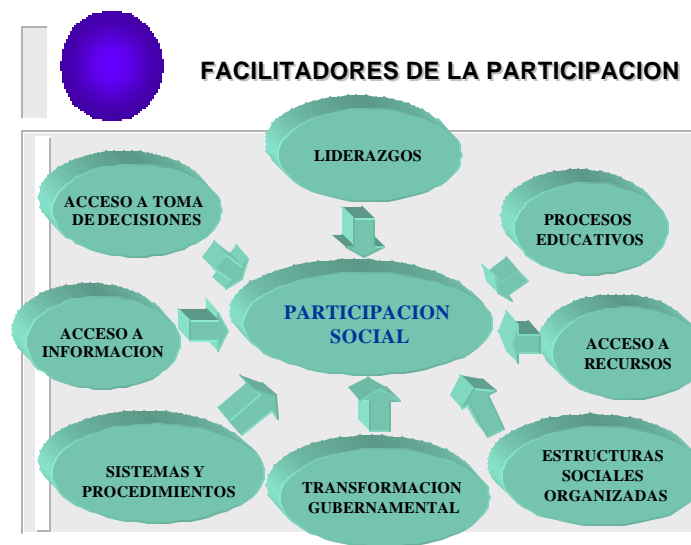 FACILITADORES DE LA PARTICIPACION
LIDERAZGOS
ACCESO A TOMA
DE DECISIONES
PROCESOS
EDUCATIVOS
PARTICIPACION
SOCIAL
ACCESO A
INFORMACION
ACCESO A
RECURSOS
SISTEMAS Y
PROCEDIMIENTOS
TRANSFORMACION
GUBERNAMENTAL
ESTRUCTURAS
SOCIALES
ORGANIZADAS